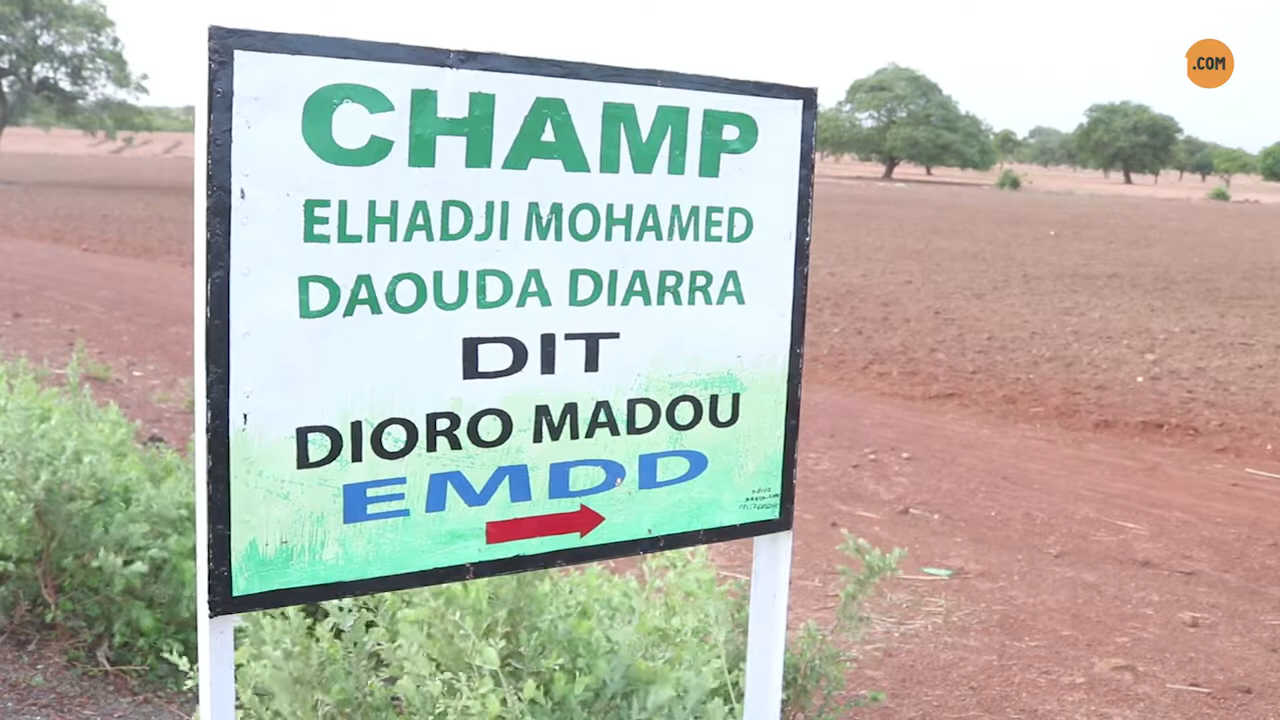 .COM
CHAMP
ELHADJI MOHAMED
DAOUDA DIARRA
DIT
DIORO MADOU
EMDD